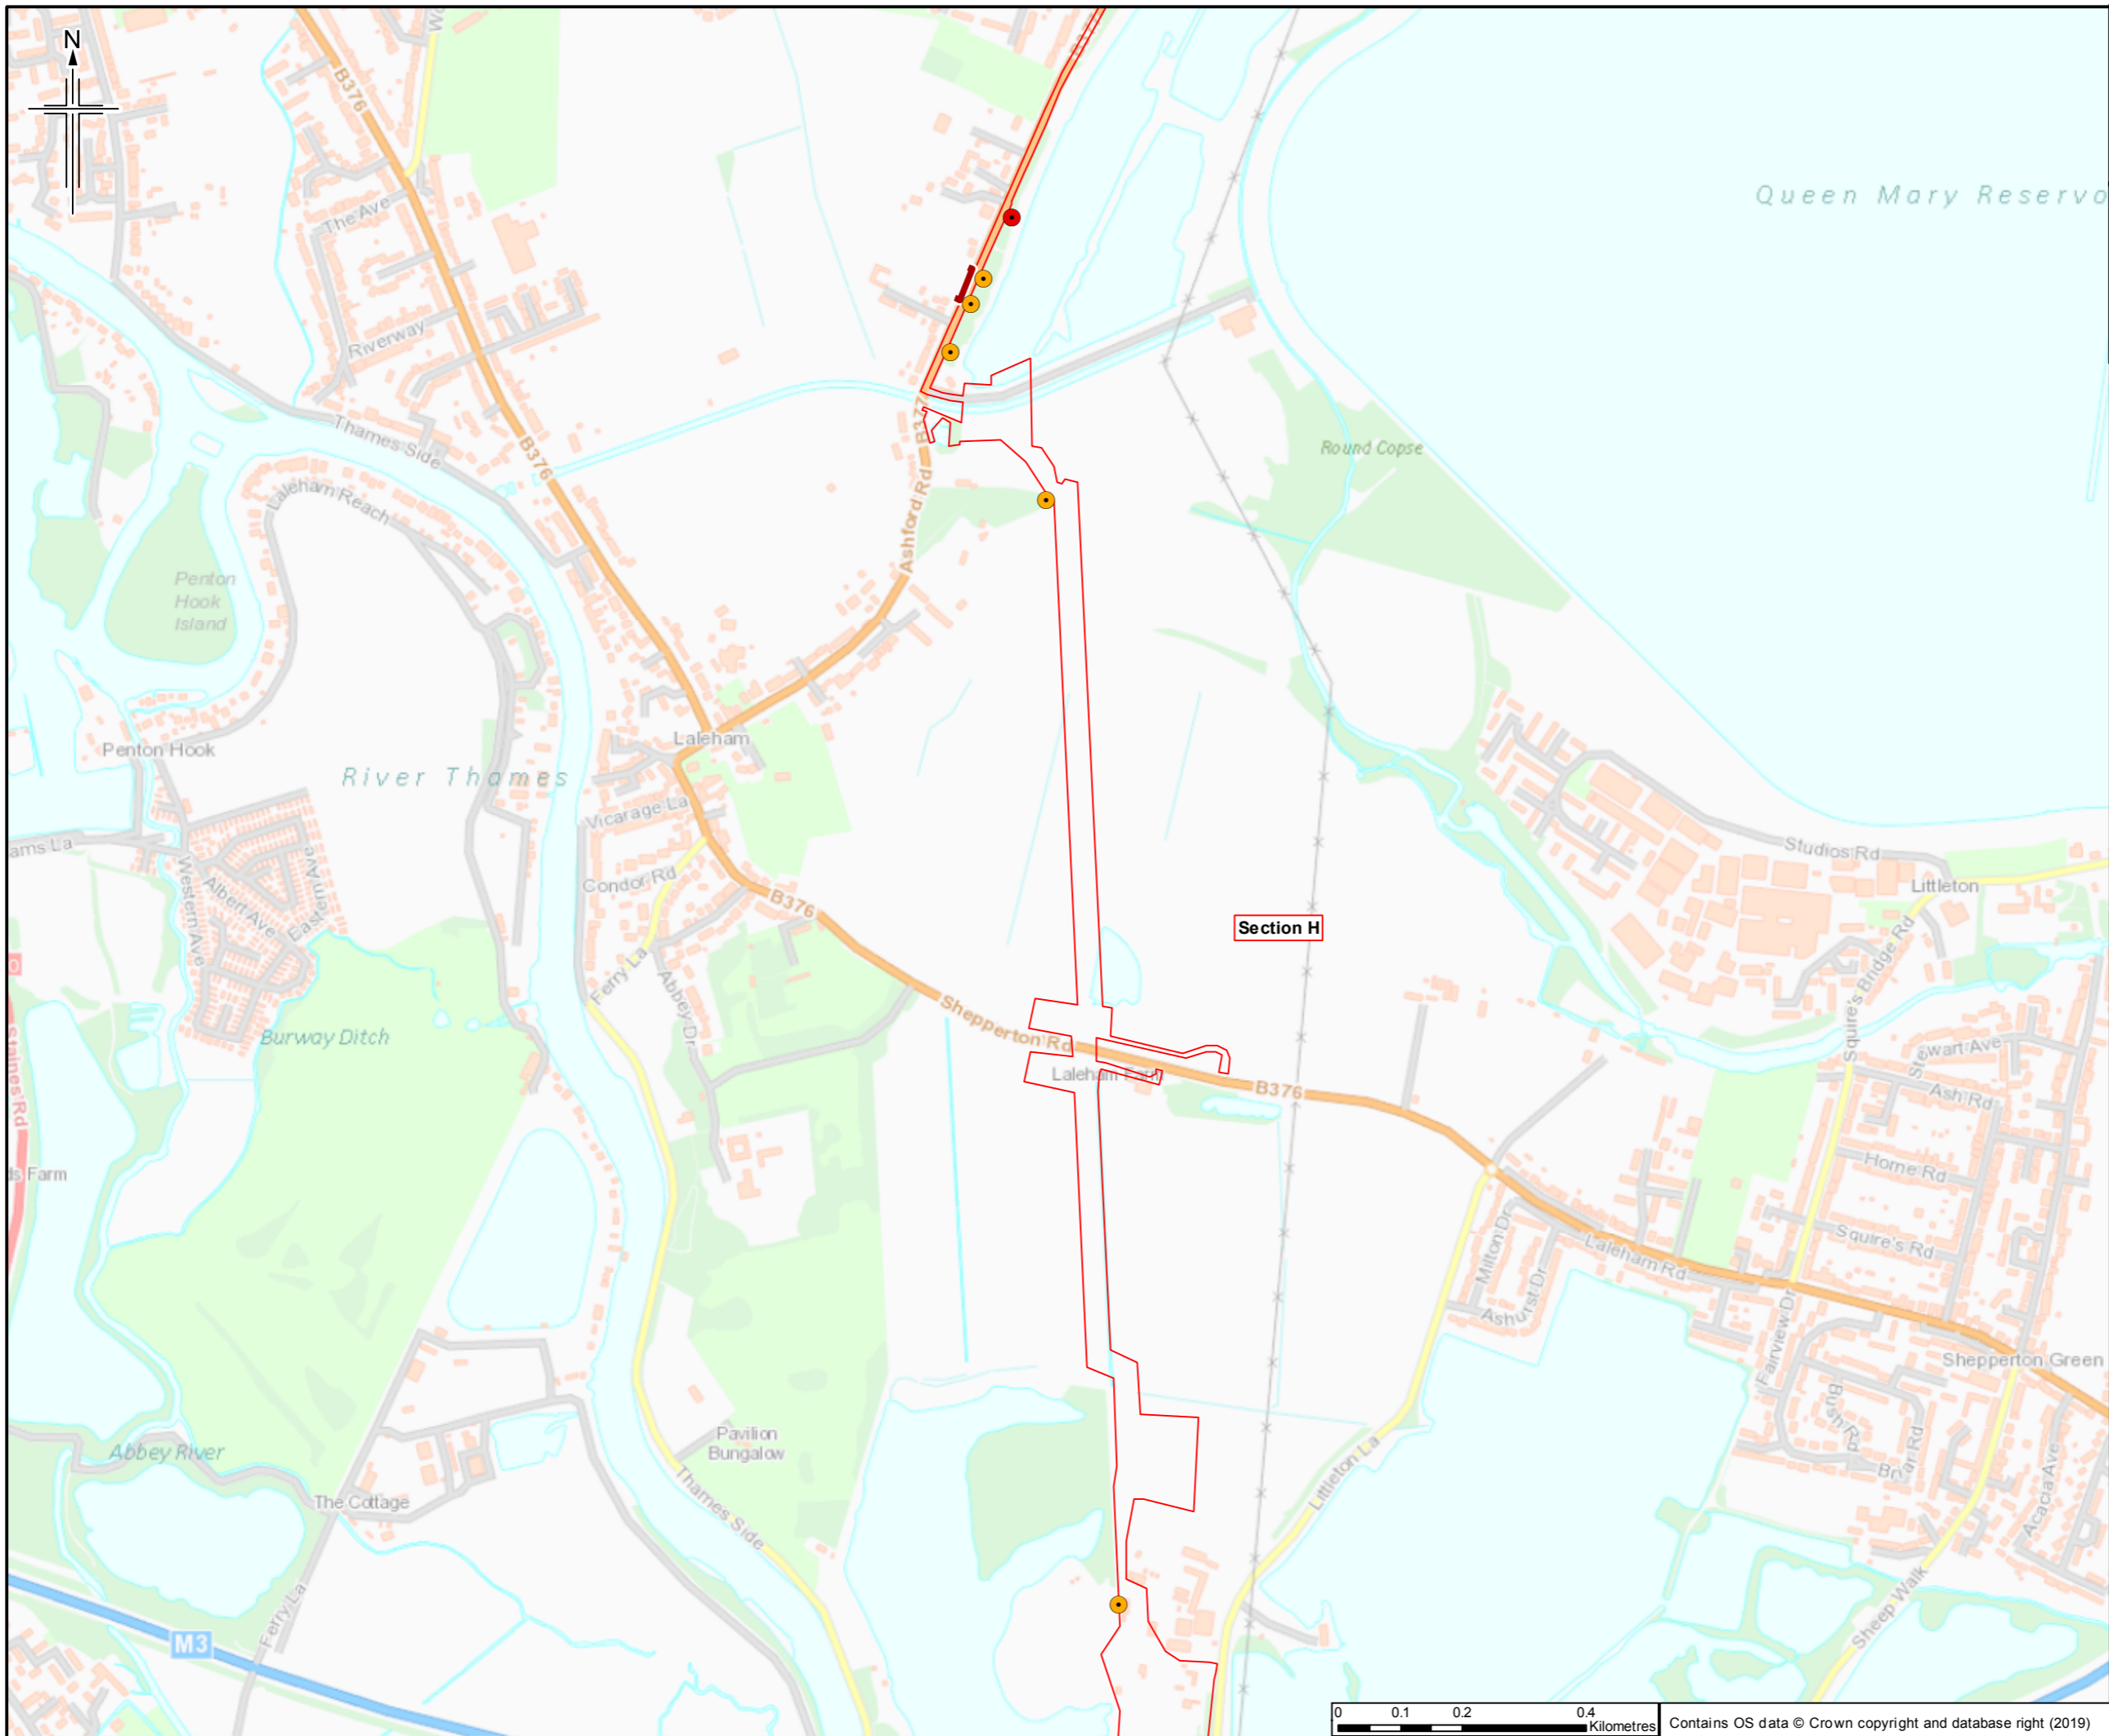 N
B376
The Ave
Riverway
Thames Side
B376
Laleham Reach
Penton
Hook
Island
Penton Hook
River Thames
Laleham
Vicarage La
Condor Rd
B376
Ferry La
Abbey Dr
Western Ave
Albert Ave
Eastern Ave
Burway Ditch
Staines Rd
Abbey River
The Cottage
Ferry La
M3
Pavilion
Bungalow
Thames Side
B377
Ashford Rd
Queen Mary Reservo
Round Copse
Section H
Shepperton Rd
Laleham Farm
B376
Studios Rd
Littleton
Squire's Bridge Rd
Stewart Ave
Ash Rd
Home Rd
Squire's Rd
Milton Dr
Ashurst Dr
Laleham Rd
Fairview Dr
Shepperton Green
Bush Rd
Briar Rd
Acacia Ave
Littleton La
Sheep Walk
0 0.1 0.2 0.4
Kilometres
Contains OS data © Crown copyright and database right (2019)